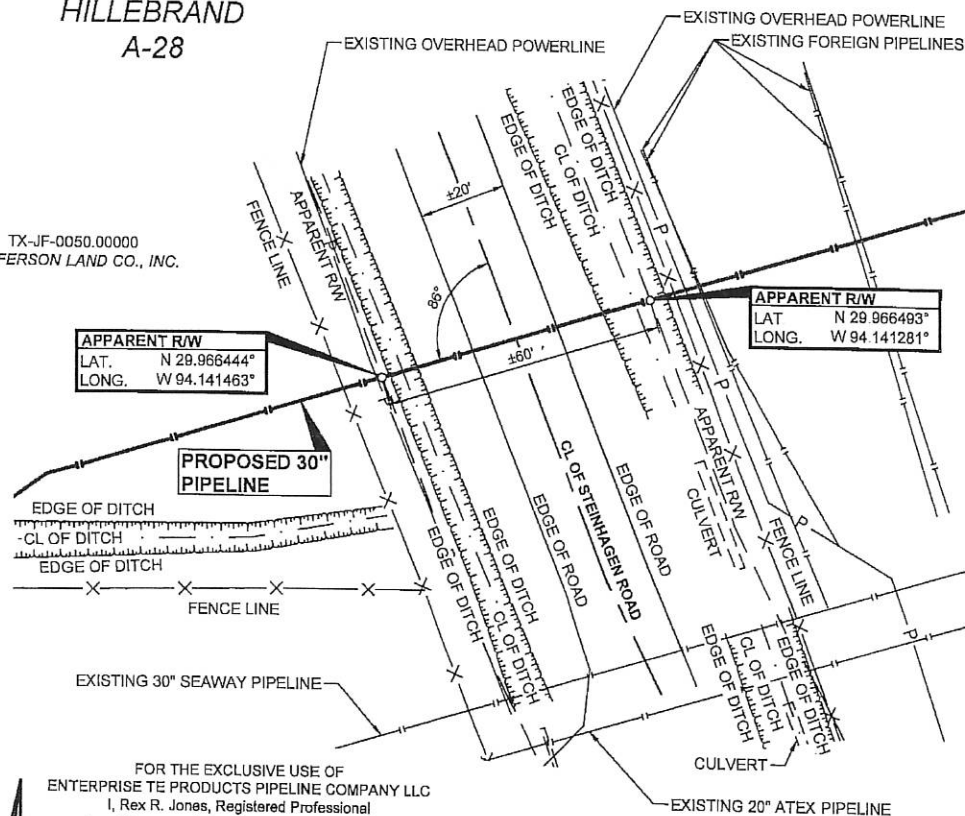 HILLEBRAND
A-28
EXISTING OVERHEAD POWERLINE
EXISTING OVERHEAD POWERLINE
EXISTING FOREIGN PIPELINES
TX-JF-0050.00000
FERSON LAND CO., INC.
FENCE LINE
APPARENT R/W
±20'
86°
EDGE OF DITCH
CL OF DITCH
EDGE OF DITCH
P
P
APPARENT R/W
LAT. N 29.966444°
LONG. W 94.141463°
±60'
APPARENT R/W
LAT N 29.966493°
LONG. W 94.141281°
PROPOSED 30"
PIPELINE
EDGE OF DITCH
CL OF DITCH
EDGE OF DITCH
FENCE LINE
EDGE OF DITCH
EDGE OF DITCH
CL OF DITCH
EDGE OF ROAD
CL OF STEINHAGEN ROAD
EDGE OF ROAD
CULVERT
APPARENT R/W
FENCE LINE
P
P
P
EDGE OF DITCH
CL OF DITCH
EDGE OF DITCH
EXISTING 30" SEAWAY PIPELINE
CULVERT
EXISTING 20" ATEX PIPELINE
FOR THE EXCLUSIVE USE OF
ENTERPRISE TE PRODUCTS PIPELINE COMPANY LLC
I, Rex R. Jones, Registered Professional